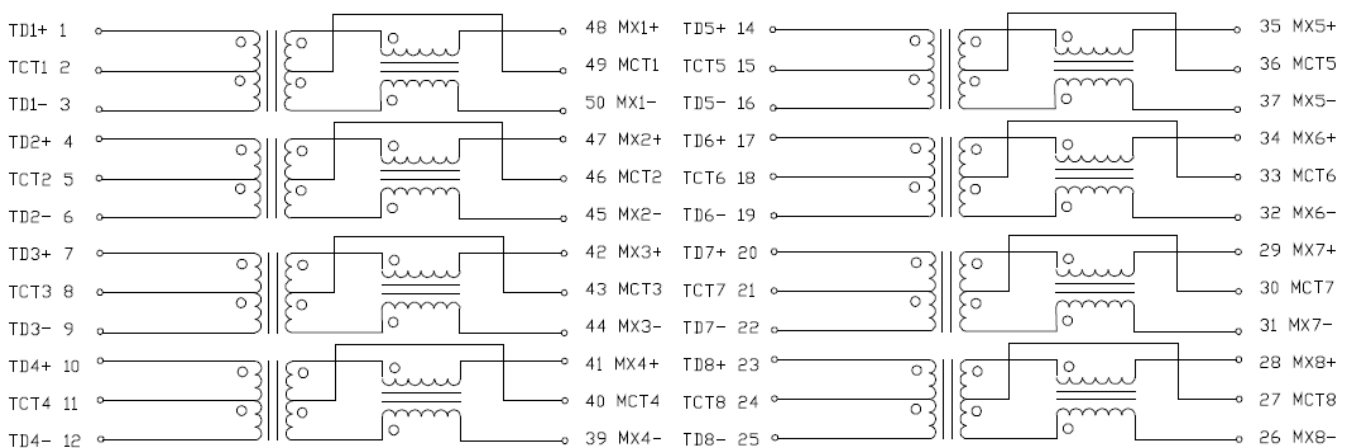 TD1+ 1 48 MX1+ TD5+ 14 35 MX5+
TCT1 2 49 MCT1 TCT5 15 36 MCT5
TD1- 3 50 MX1- TD5- 16 37 MX5-
TD2+ 4 47 MX2+ TD6+ 17 34 MX6+
TCT2 5 46 MCT2 TCT6 18 33 MCT6
TD2- 6 45 MX2- TD6- 19 32 MX6-
TD3+ 7 42 MX3+ TD7+ 20 29 MX7+
TCT3 8 43 MCT3 TCT7 21 30 MCT7
TD3- 9 44 MX3- TD7- 22 31 MX7-
TD4+ 10 41 MX4+ TD8+ 23 28 MX8+
TCT4 11 40 MCT4 TCT8 24 27 MCT8
TD4- 12 39 MX4- TD8- 25 26 MX8-